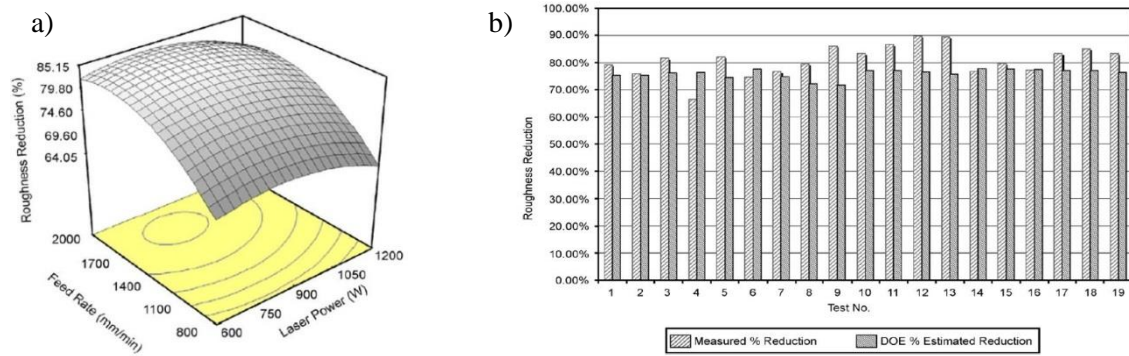 a)
Roughness Reduction (%)
85.15
79.80
74.60
69.60
64.05
2000
1700
1400
1100
800
Feed Rate (mm/min)
600
750
900
1050
1200
Laser Power (W)
b)
Roughness Reduction
100.00%
90.00%
80.00%
70.00%
60.00%
50.00%
40.00%
30.00%
20.00%
10.00%
0.00%
1 2 3 4 5 6 7 8 9 10 11 12 13 14 15 16 17 18 19
Test No.
Measured % Reduction DOE % Estimated Reduction